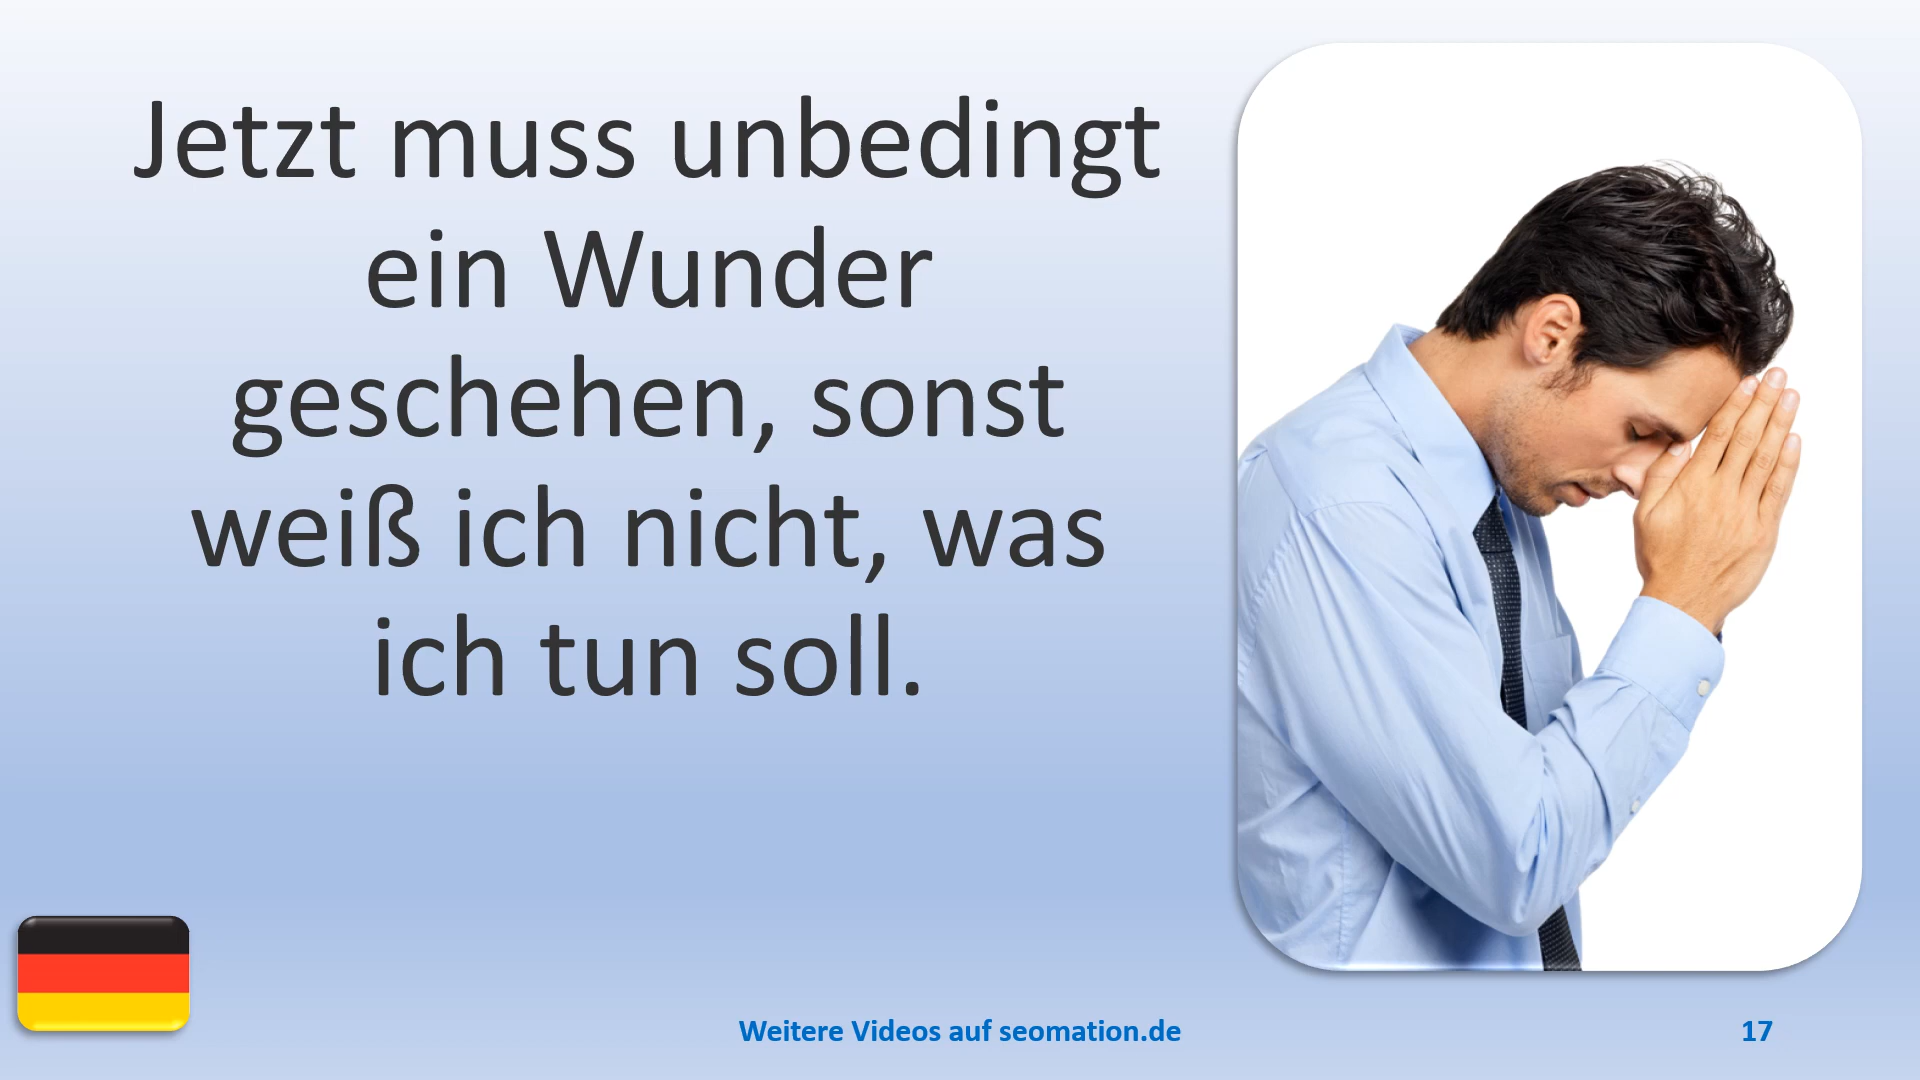 Jetzt muss unbedingt
ein Wunder
geschehen, sonst
weiß ich nicht, was
ich tun soll.
Weitere Videos auf seomation.de
17